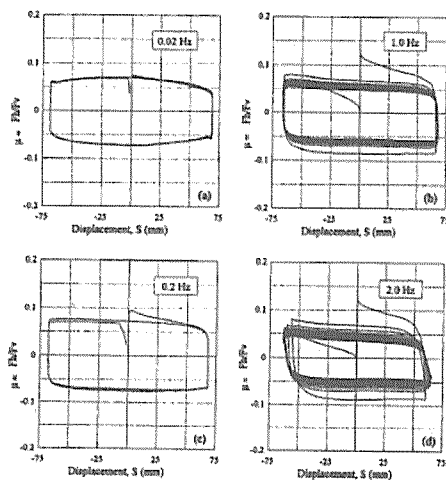 0.2
0.1
0
-0.1
-0.2
μ = Fh/Fv
0.02 Hz
(a)
-75 -25 25 75
Displacement, S (mm)
0.2
0.1
0
-0.1
-0.2
μ = Fh/Fv
1.0 Hz
(b)
-75 -25 25 75
Displacement, S (mm)
0.2
0.1
0
-0.1
-0.2
μ = Fh/Fv
0.2 Hz
(c)
-75 -25 25 75
Displacement, S (mm)
0.2
0.1
0
-0.1
-0.2
μ = Fh/Fv
2.0 Hz
(d)
-75 -25 25 75
Displacement, S (mm)